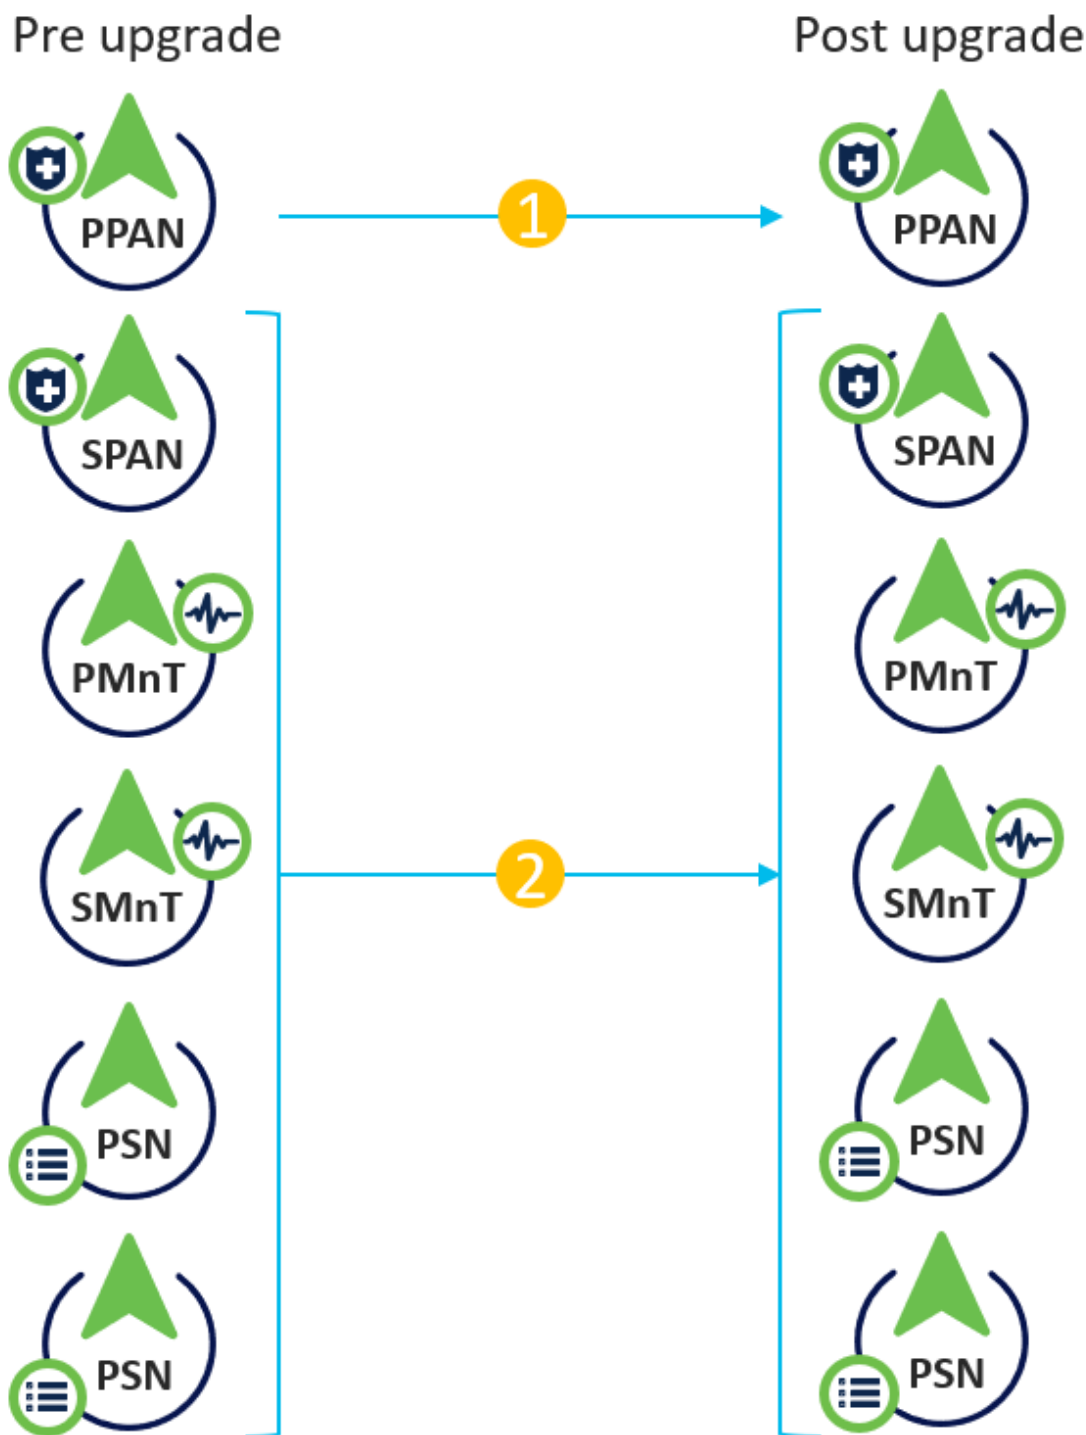 Pre upgrade
Post upgrade
PPAN
1
PPAN
SPAN
SPAN
PMnT
PMnT
SMnT
2
SMnT
PSN
PSN
PSN
PSN